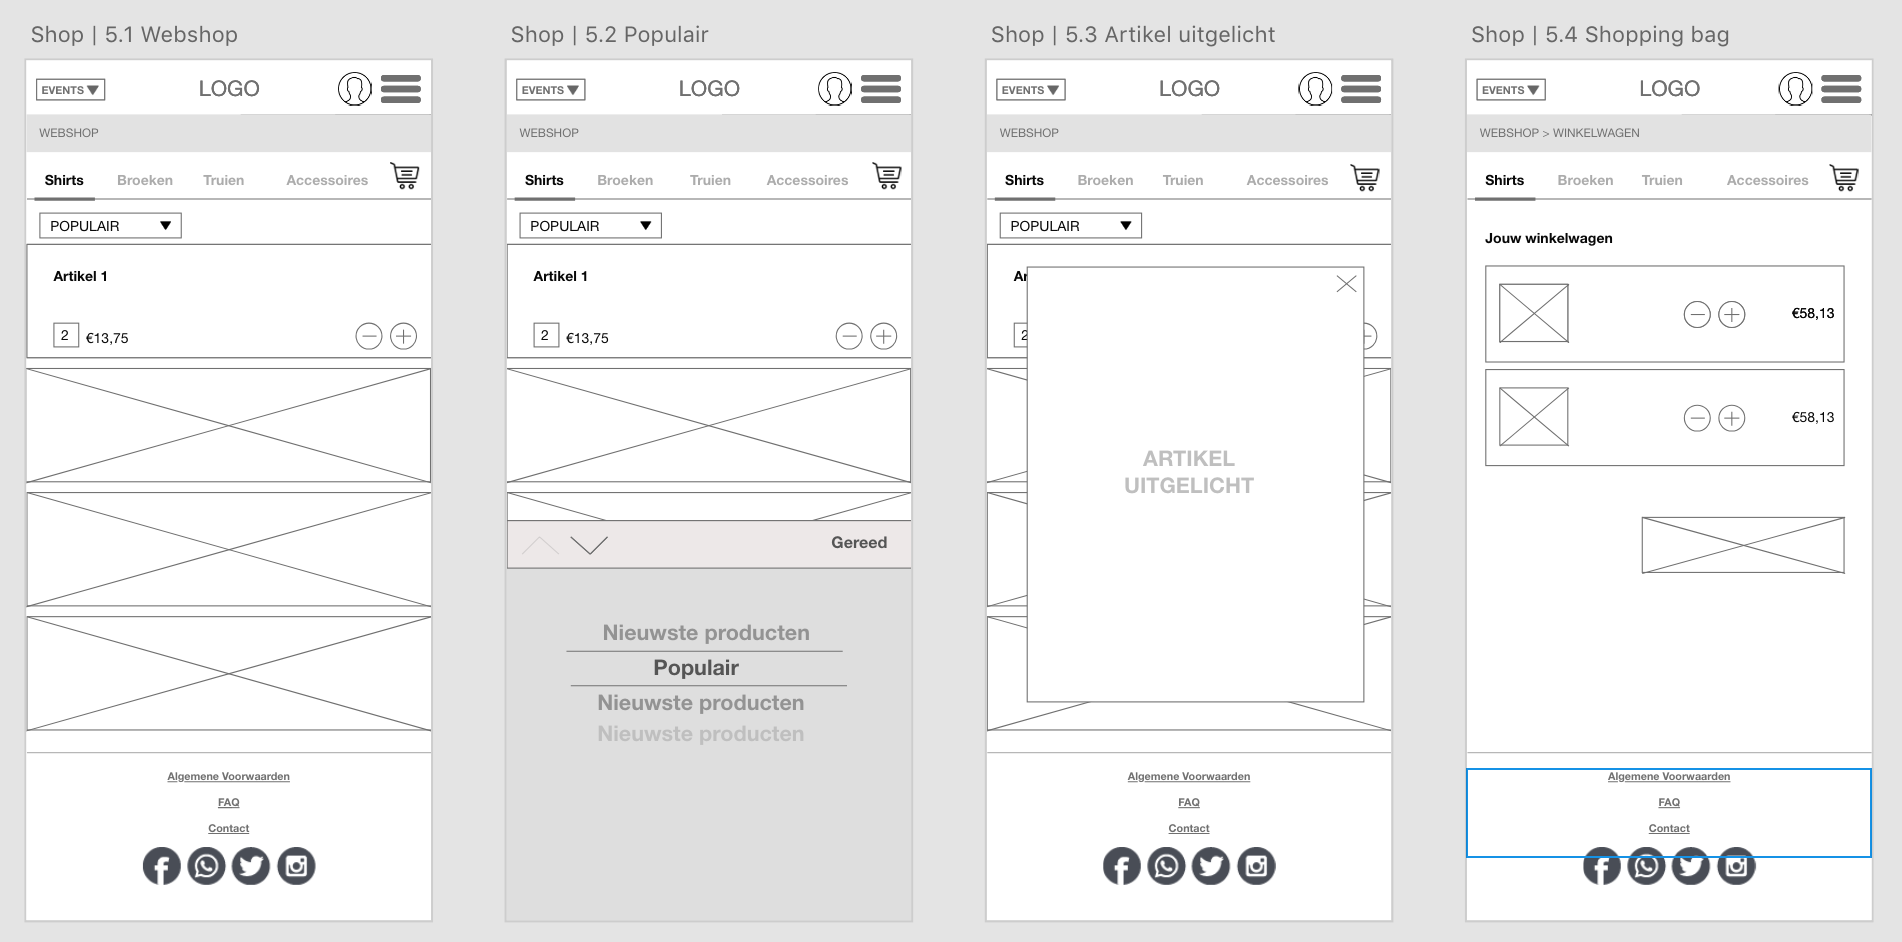 Shop | 5.1 Webshop
EVENTS
LOGO
WEBSHOP
Shirts Broeken Truien Accessoires
POPULAIR
Artikel 1
2 €13,75
Algemene Voorwaarden
FAQ
Contact
Shop | 5.2 Populair
EVENTS
LOGO
WEBSHOP
Shirts Broeken Truien Accessoires
POPULAIR
Artikel 1
2 €13,75
Gereed
Nieuwste producten
Populair
Nieuwste producten
Nieuwste producten
Shop | 5.3 Artikel uitgelicht
EVENTS
LOGO
WEBSHOP
Shirts Broeken Truien Accessoires
POPULAIR
Ar
2
ARTIKEL
UITGELICHT
Algemene Voorwaarden
FAQ
Contact
Shop | 5.4 Shopping bag
EVENTS
LOGO
WEBSHOP > WINKELWAGEN
Shirts Broeken Truien Accessoires
Jouw winkelwagen
€58,13
€58,13
Algemene Voorwaarden
FAQ
Contact